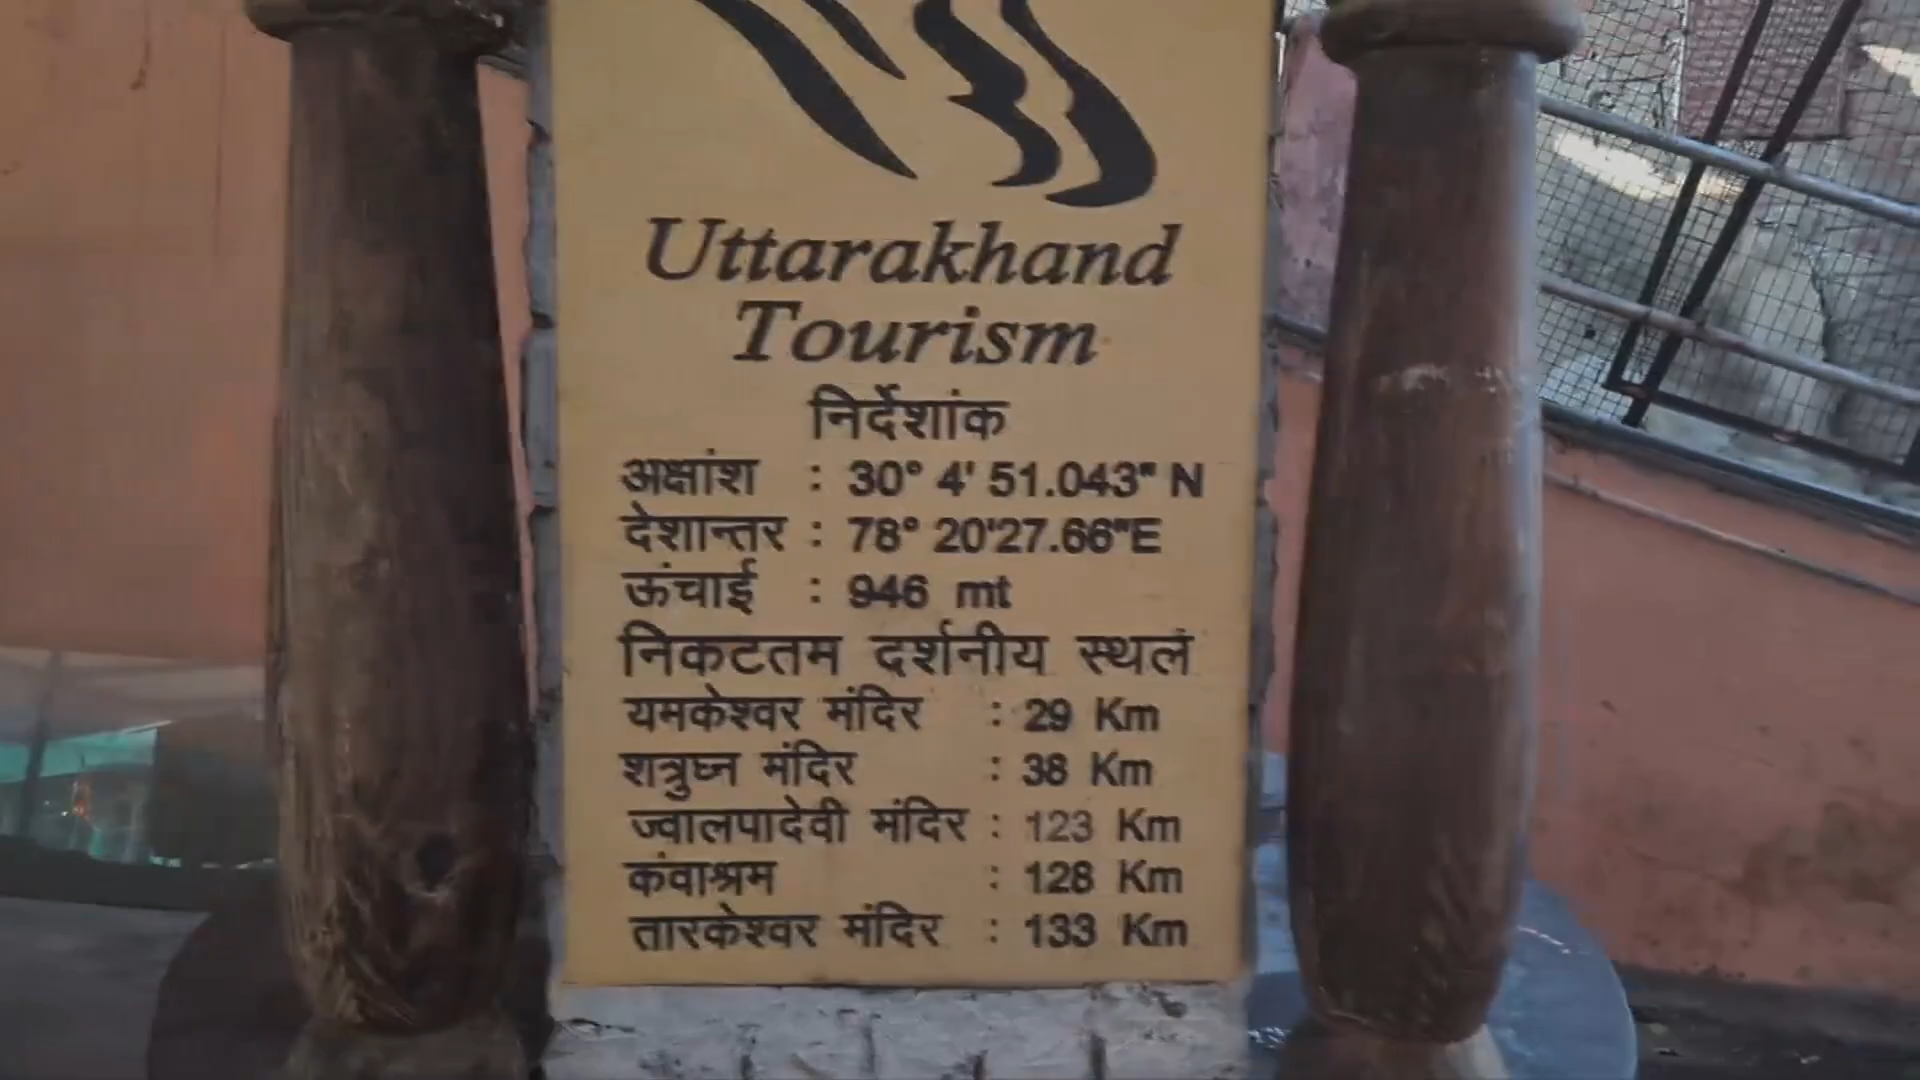 Uttarakhand
Tourism
निर्देशांक
अक्षांश : 30° 4' 51.043" N
देशान्तर : 78° 20'27.66"E
ऊंचाई : 946 mt
निकटतम दर्शनीय स्थलं
यमकेश्वर मंदिर : 29 Km
शत्रुघ्न मंदिर : 38 Km
ज्वालपादेवी मंदिर : 123 Km
कंवाश्रम : 128 Km
तारकेश्वर मंदिर : 133 Km